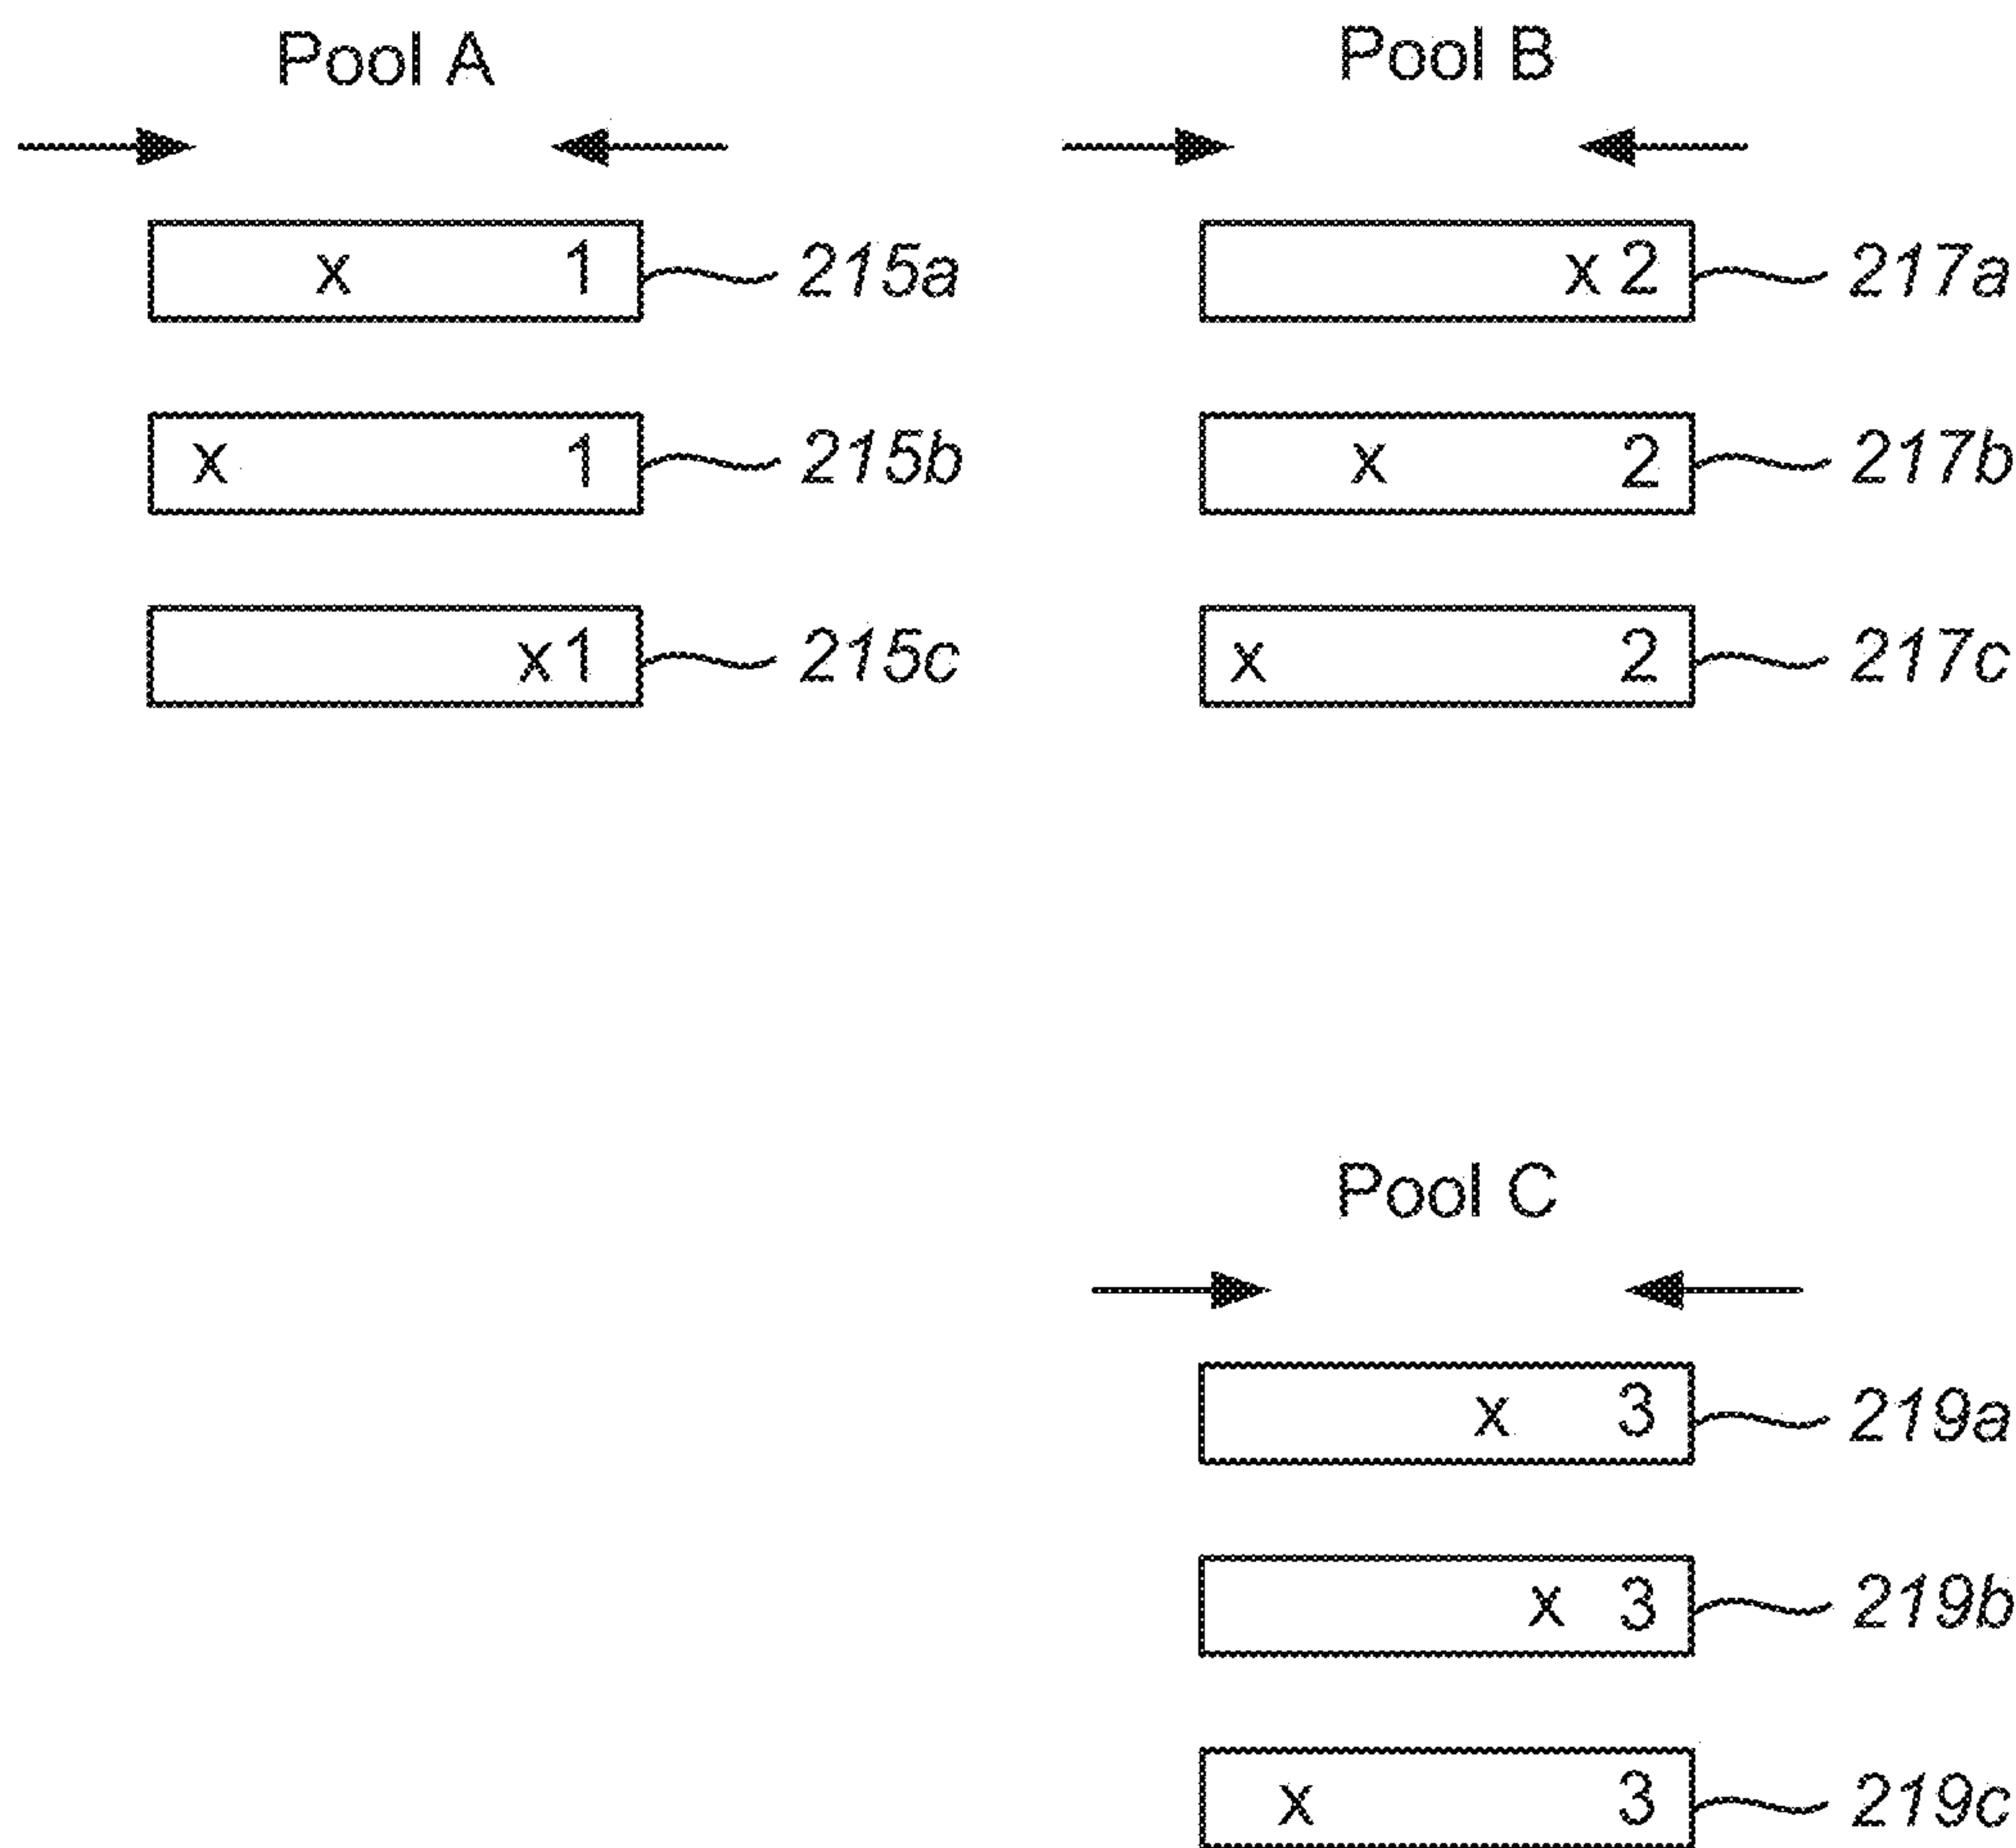 Pool A
x 1 215a
x 1 215b
x 1 215c
Pool B
x 2 217a
x 2 217b
x 2 217c
Pool C
x 3 219a
x 3 219b
x 3 219c